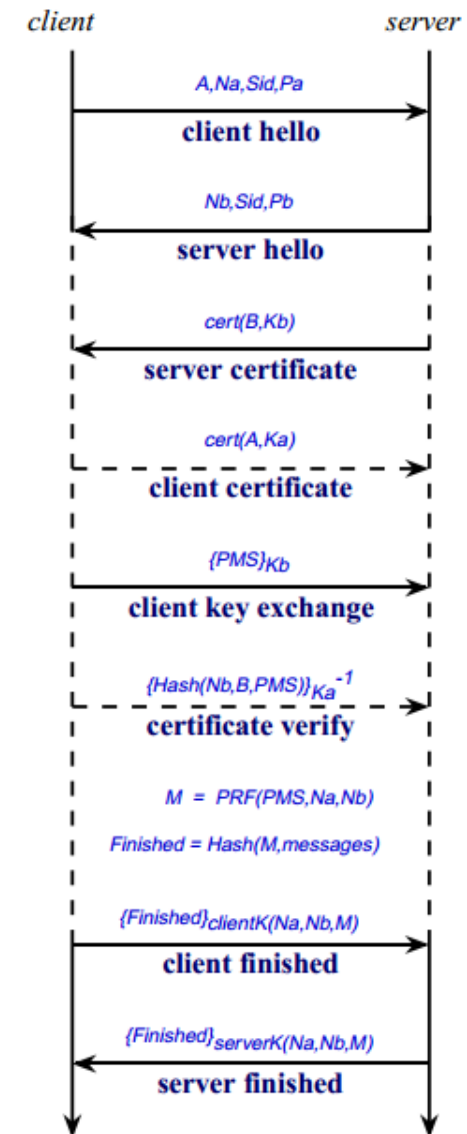 client server
A,Na,Sid,Pa
client hello
Nb,Sid,Pb
server hello
cert(B,Kb)
server certificate
cert(A,Ka)
client certificate
{PMS}Kb
client key exchange
{Hash(Nb,B,PMS)}Ka-1
certificate verify
M = PRF(PMS,Na,Nb)
Finished = Hash(M,messages)
{Finished}clientK(Na,Nb,M)
client finished
{Finished}serverK(Na,Nb,M)
server finished